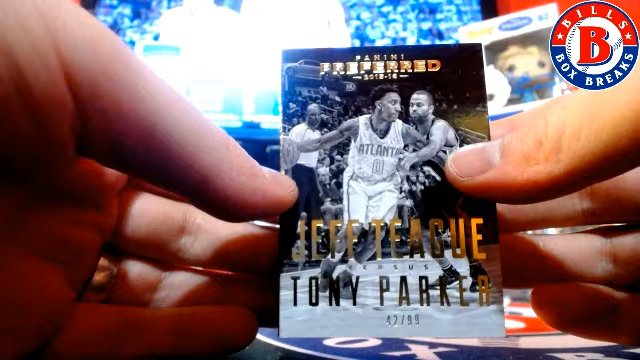 PANINI
PREFERRED
2015-16
ATLANTA
0
JEFF TEAGUE
VERSUS
TONY PARKER
42/99
BILLS
B
BOX BREAKS